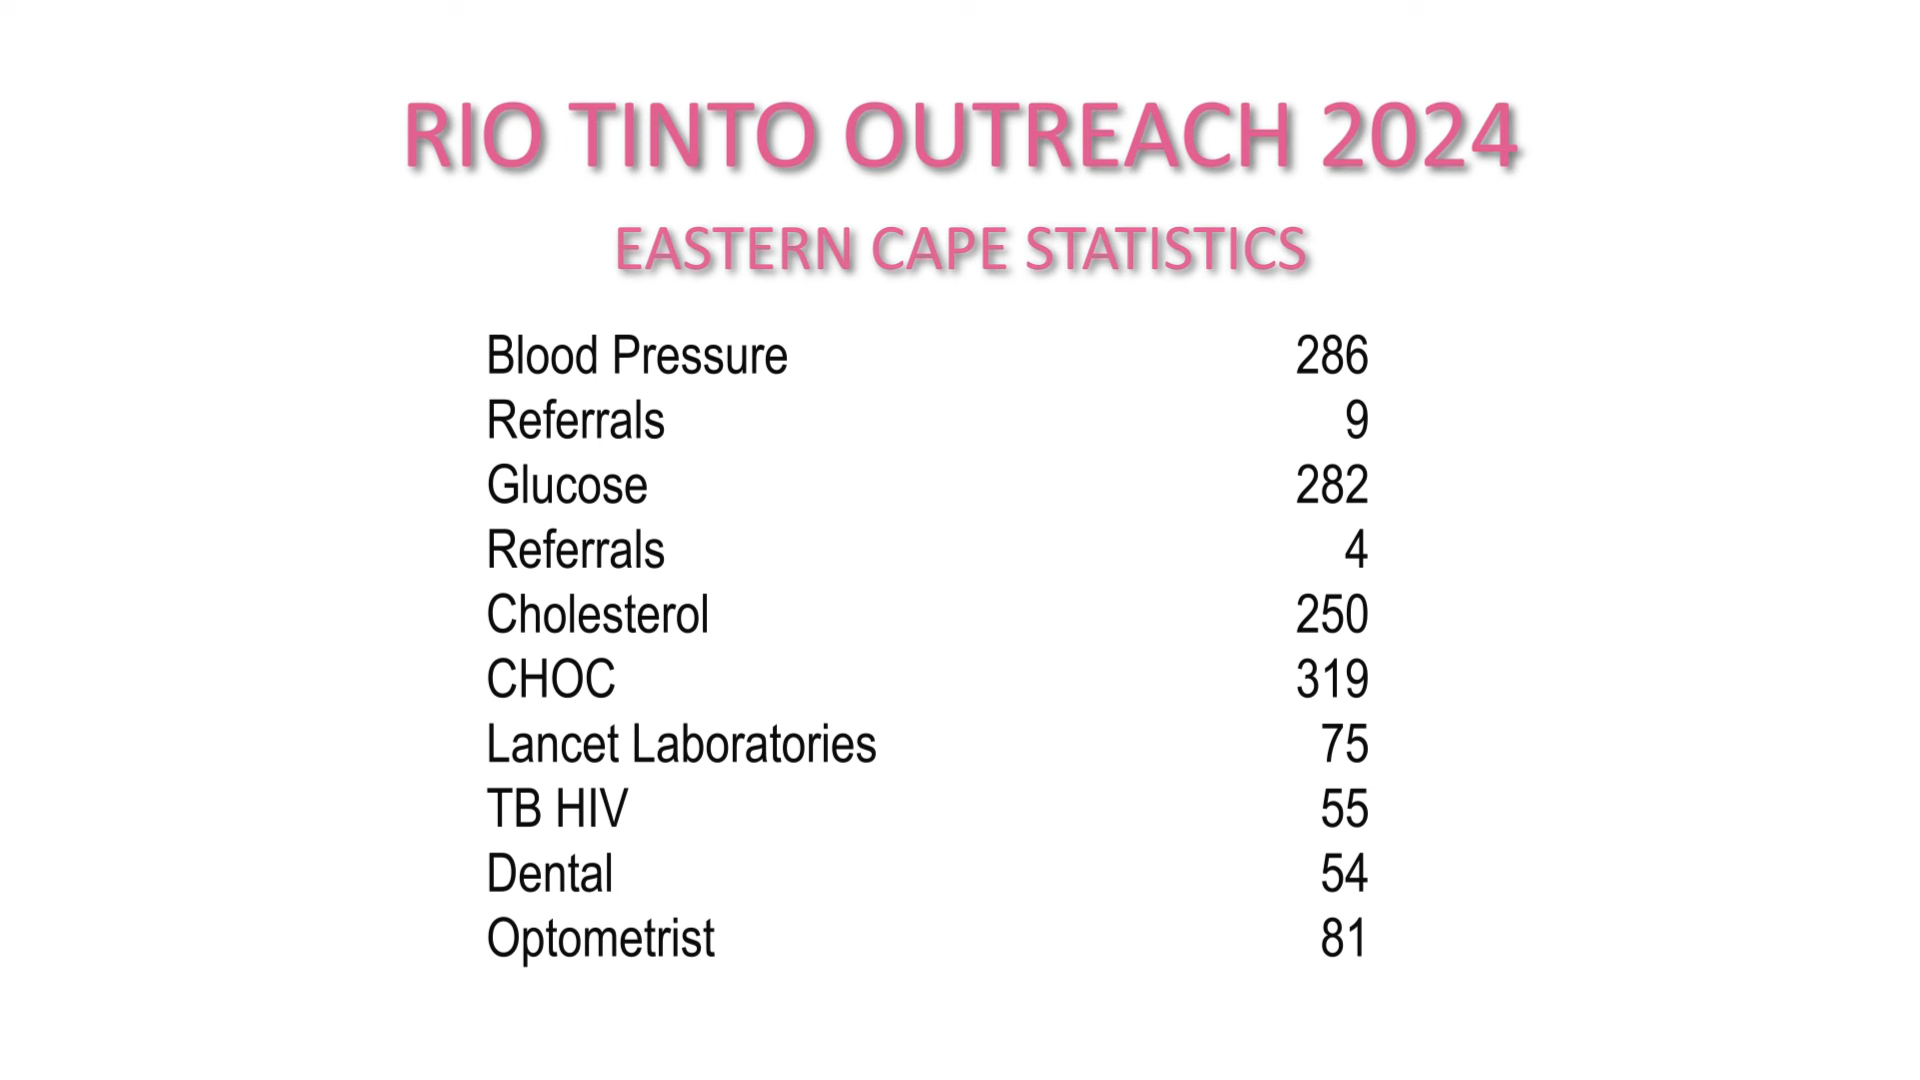 RIO TINTO OUTREACH 2024
EASTERN CAPE STATISTICS
Blood Pressure 286
Referrals 9
Glucose 282
Referrals 4
Cholesterol 250
CHOC 319
Lancet Laboratories 75
TB HIV 55
Dental 54
Optometrist 81